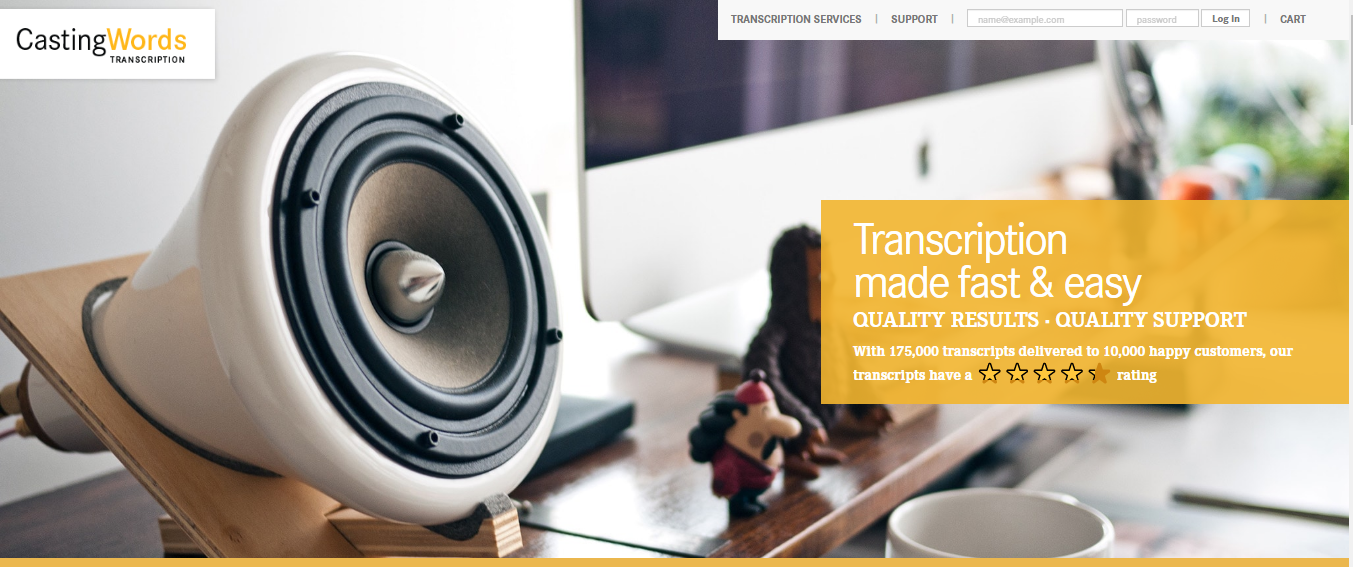 CastingWords
TRANSCRIPTION
TRANSCRIPTION SERVICES | SUPPORT | name@example.com password Log In | CART
Transcription
made fast & easy
QUALITY RESULTS · QUALITY SUPPORT
With 175,000 transcripts delivered to 10,000 happy customers, our
transcripts have a rating